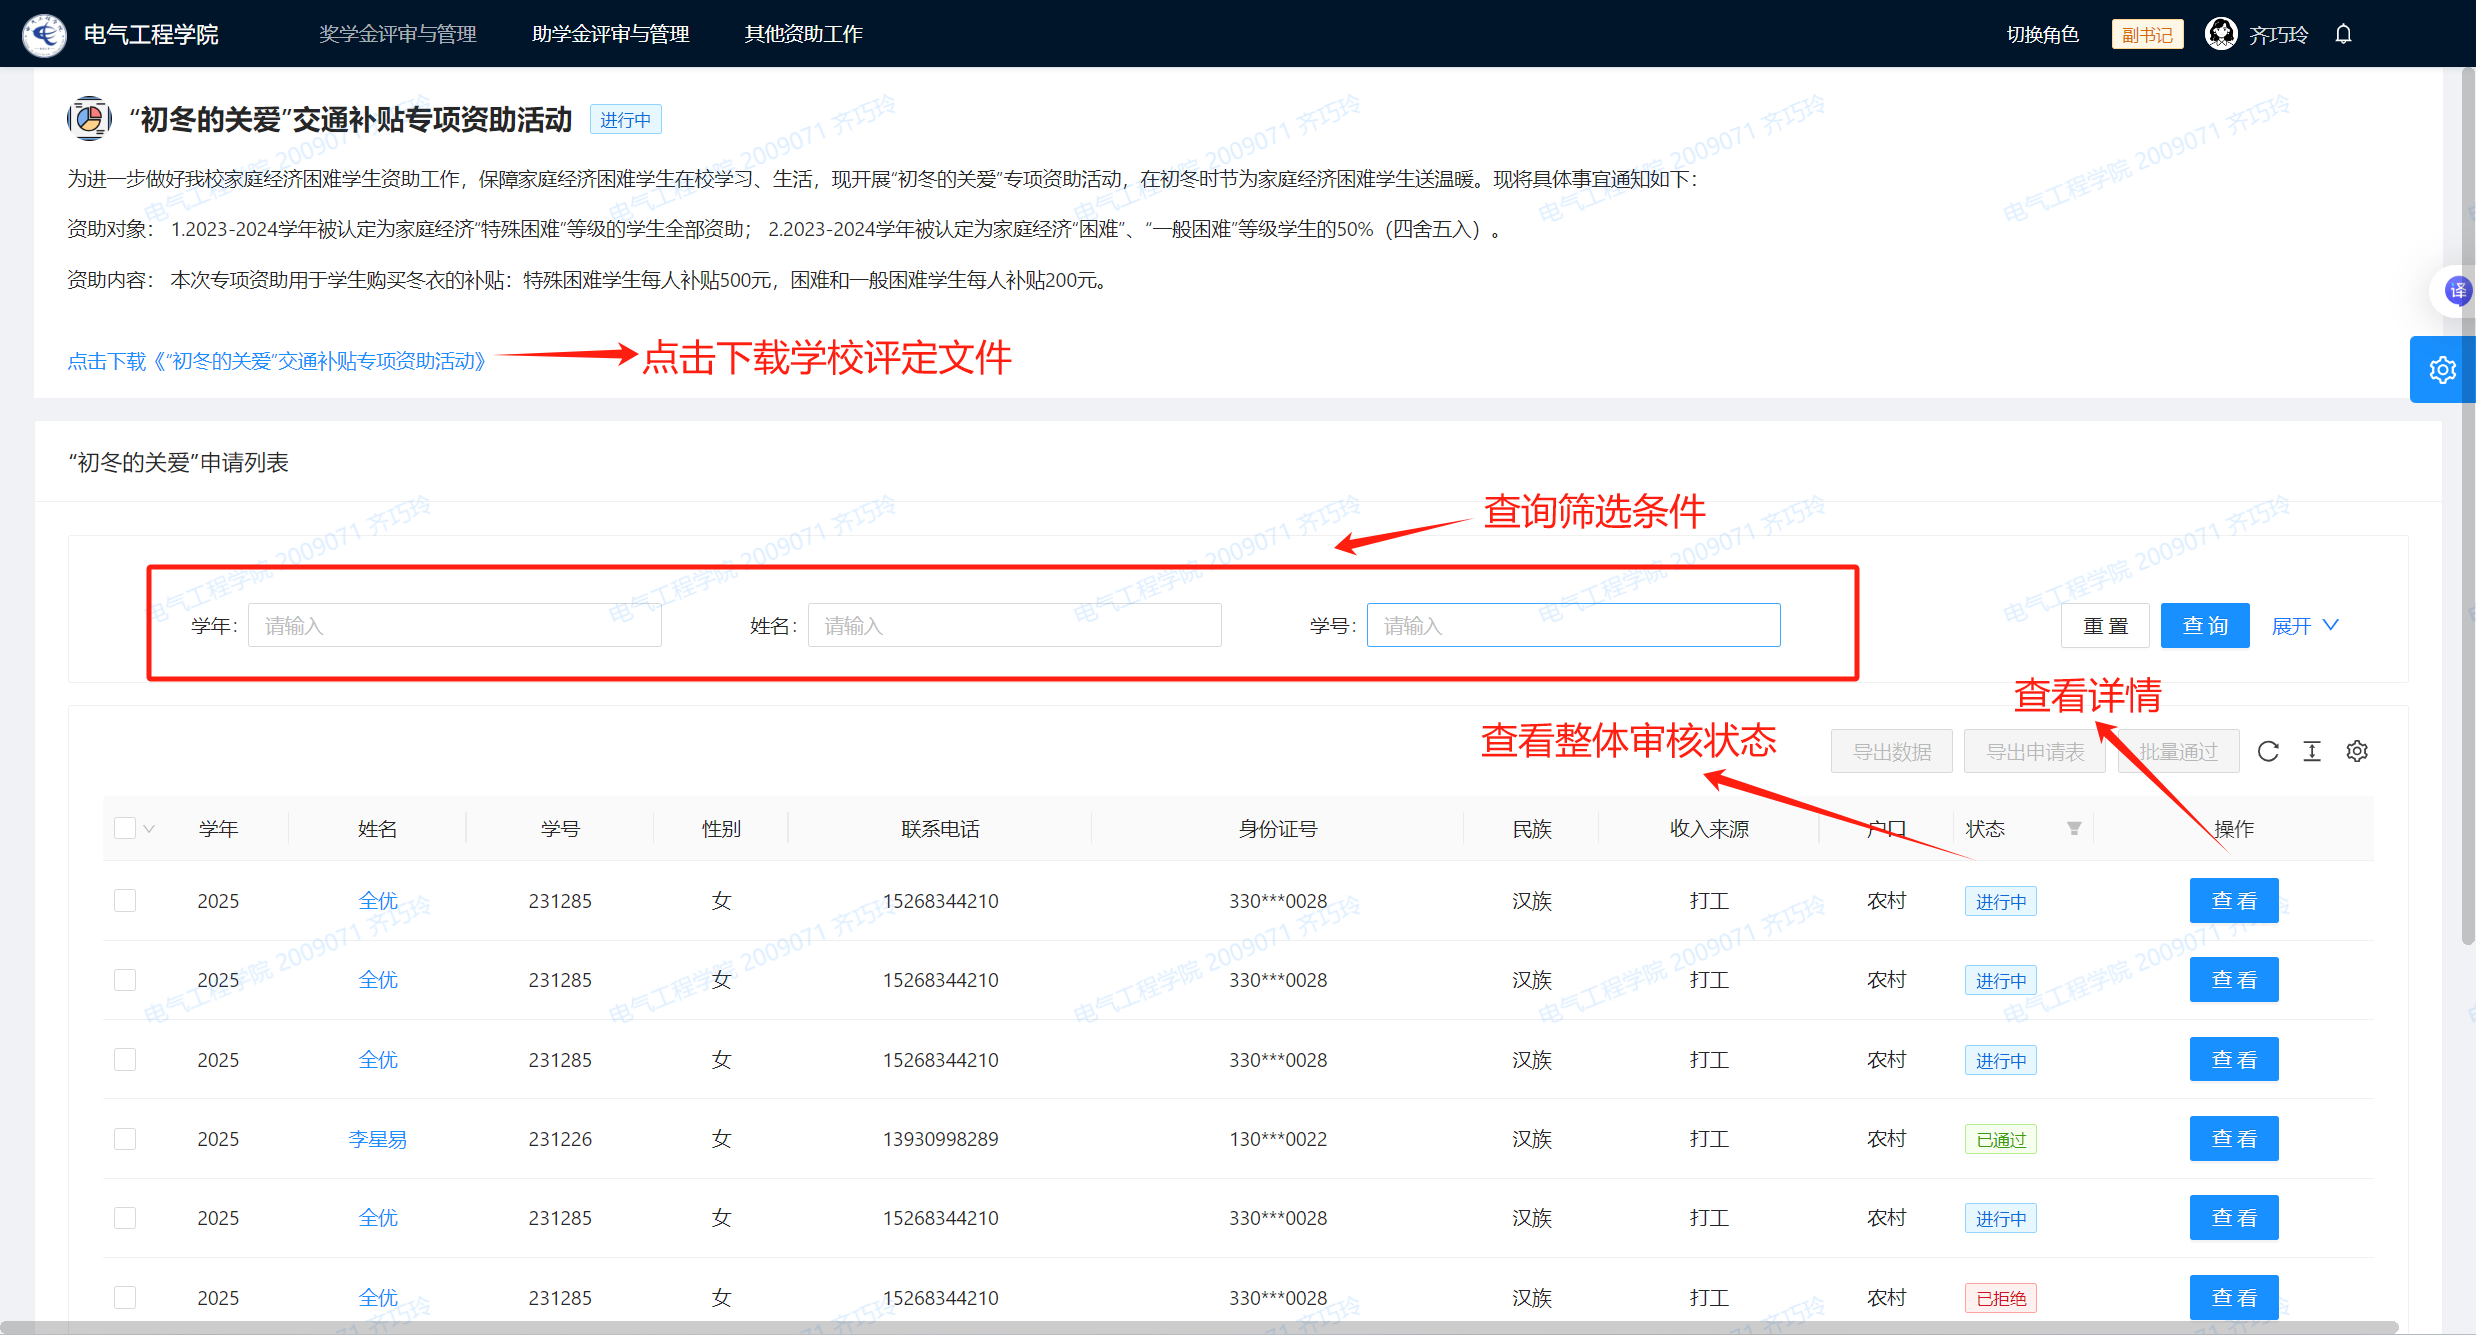 电气工程学院 奖学金评审与管理 助学金评审与管理 其他资助工作 切换角色 副书记 齐巧玲
“初冬的关爱”交通补贴专项资助活动 进行中
为进一步做好我校家庭经济困难学生资助工作，保障家庭经济困难学生在校学习、生活，现开展“初冬的关爱”专项资助活动，在初冬时节为家庭经济困难学生送温暖。现将具体事宜通知如下：
资助对象： 1.2023-2024学年被认定为家庭经济“特殊困难”等级的学生全部资助； 2.2023-2024学年被认定为家庭经济“困难”、“一般困难”等级学生的50%（四舍五入）。
资助内容： 本次专项资助用于学生购买冬衣的补贴：特殊困难学生每人补贴500元，困难和一般困难学生每人补贴200元。
译
点击下载《“初冬的关爱”交通补贴专项资助活动》 点击下载学校评定文件
“初冬的关爱”申请列表
查询筛选条件
学年： 请输入 姓名： 请输入 学号： 请输入 重 置 查 询 展开
查看详情
查看整体审核状态
导出数据 导出申请表 批量通过
学年 姓名 学号 性别 联系电话 身份证号 民族 收入来源 户口 状态 操作
2025 全优 231285 女 15268344210 330***0028 汉族 打工 农村 进行中 查 看
2025 全优 231285 女 15268344210 330***0028 汉族 打工 农村 进行中 查 看
2025 全优 231285 女 15268344210 330***0028 汉族 打工 农村 进行中 查 看
2025 李星易 231226 女 13930998289 130***0022 汉族 打工 农村 已通过 查 看
2025 全优 231285 女 15268344210 330***0028 汉族 打工 农村 进行中 查 看
2025 全优 231285 女 15268344210 330***0028 汉族 打工 农村 已拒绝 查 看
电气工程学院 2009071 齐巧玲